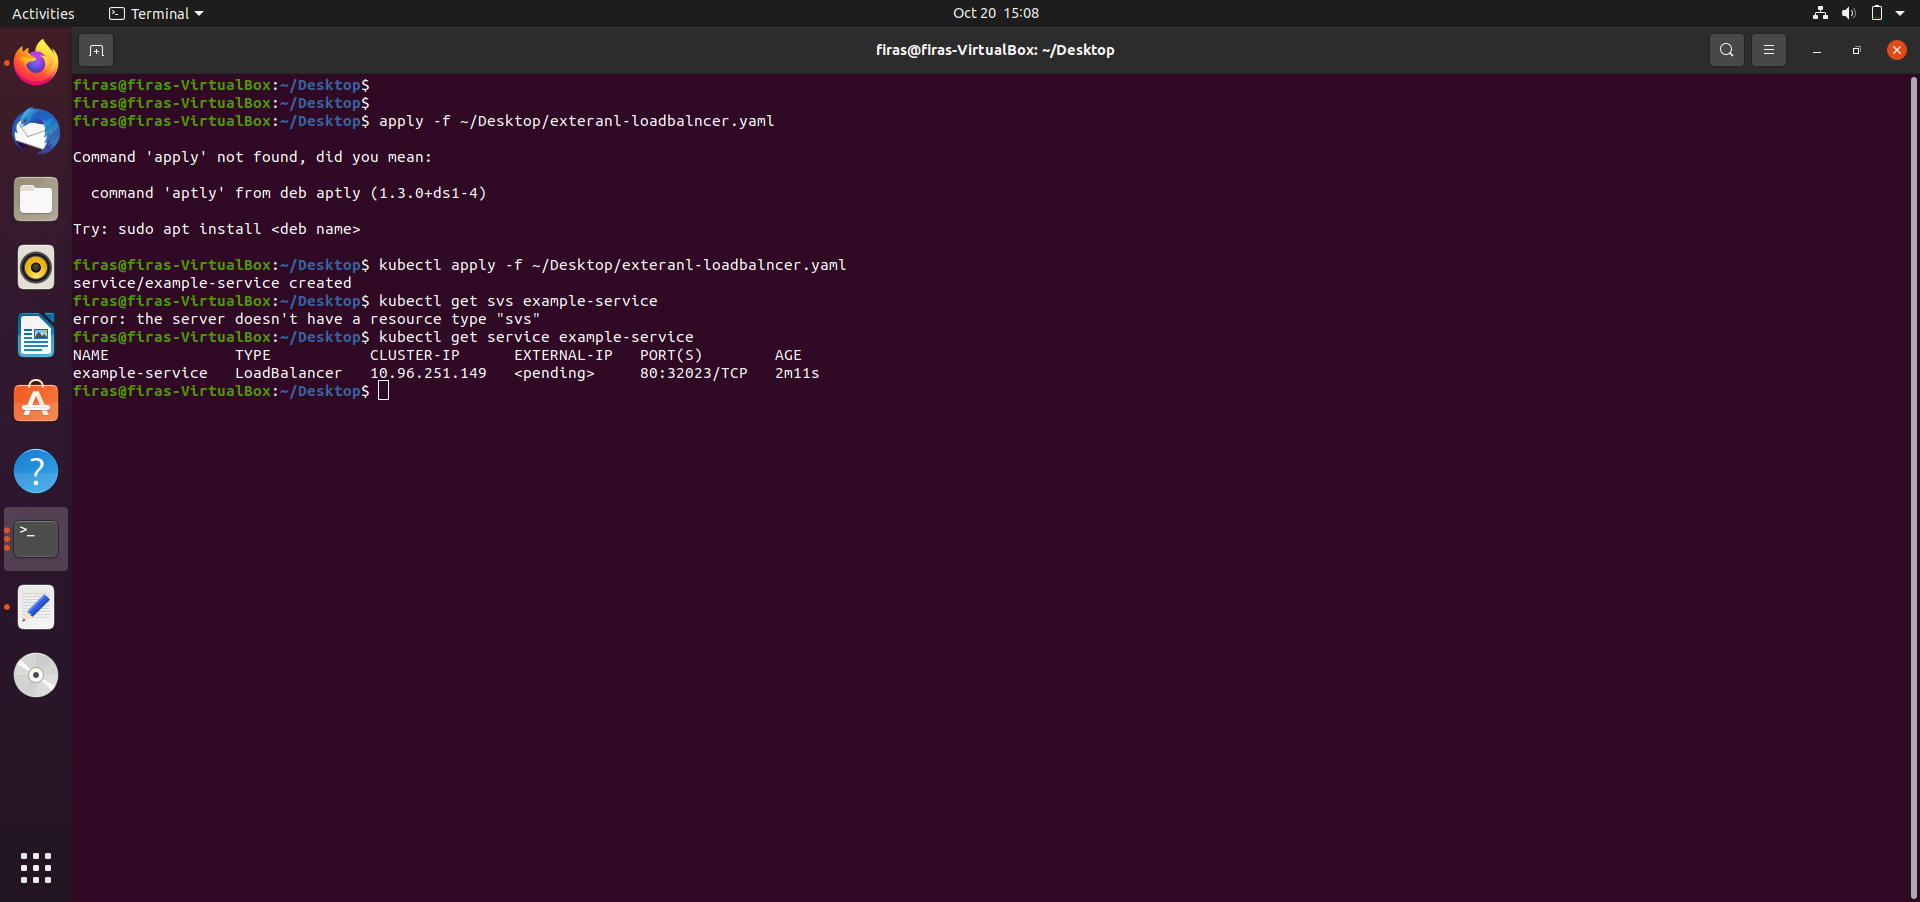 Activities
Terminal
Oct 20 15:08
firas@firas-VirtualBox: ~/Desktop
firas@firas-VirtualBox:~/Desktop$
firas@firas-VirtualBox:~/Desktop$
firas@firas-VirtualBox:~/Desktop$ apply -f ~/Desktop/exteranl-loadbalncer.yaml
Command 'apply' not found, did you mean:
command 'aptly' from deb aptly (1.3.0+ds1-4)
Try: sudo apt install <deb name>
firas@firas-VirtualBox:~/Desktop$ kubectl apply -f ~/Desktop/exteranl-loadbalncer.yaml
service/example-service created
firas@firas-VirtualBox:~/Desktop$ kubectl get svs example-service
error: the server doesn't have a resource type "svs"
firas@firas-VirtualBox:~/Desktop$ kubectl get service example-service
NAME TYPE CLUSTER-IP EXTERNAL-IP PORT(S) AGE
example-service LoadBalancer 10.96.251.149 <pending> 80:32023/TCP 2m11s
firas@firas-VirtualBox:~/Desktop$